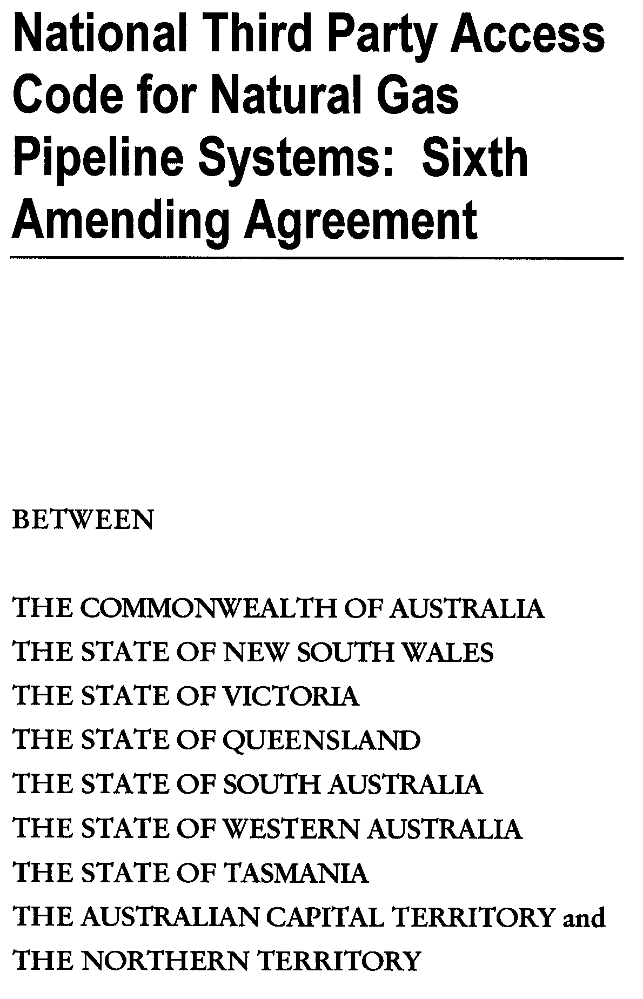 National Third Party Access
Code for Natural Gas
Pipeline Systems: Sixth
Amending Agreement
BETWEEN
THE COMMONWEALTH OF AUSTRALIA
THE STATE OF NEW SOUTH WALES
THE STATE OF VICTORIA
THE STATE OF QUEENSLAND
THE STATE OF SOUTH AUSTRALIA
THE STATE OF WESTERN AUSTRALIA
THE STATE OF TASMANIA
THE AUSTRALIAN CAPITAL TERRITORY and
THE NORTHERN TERRITORY